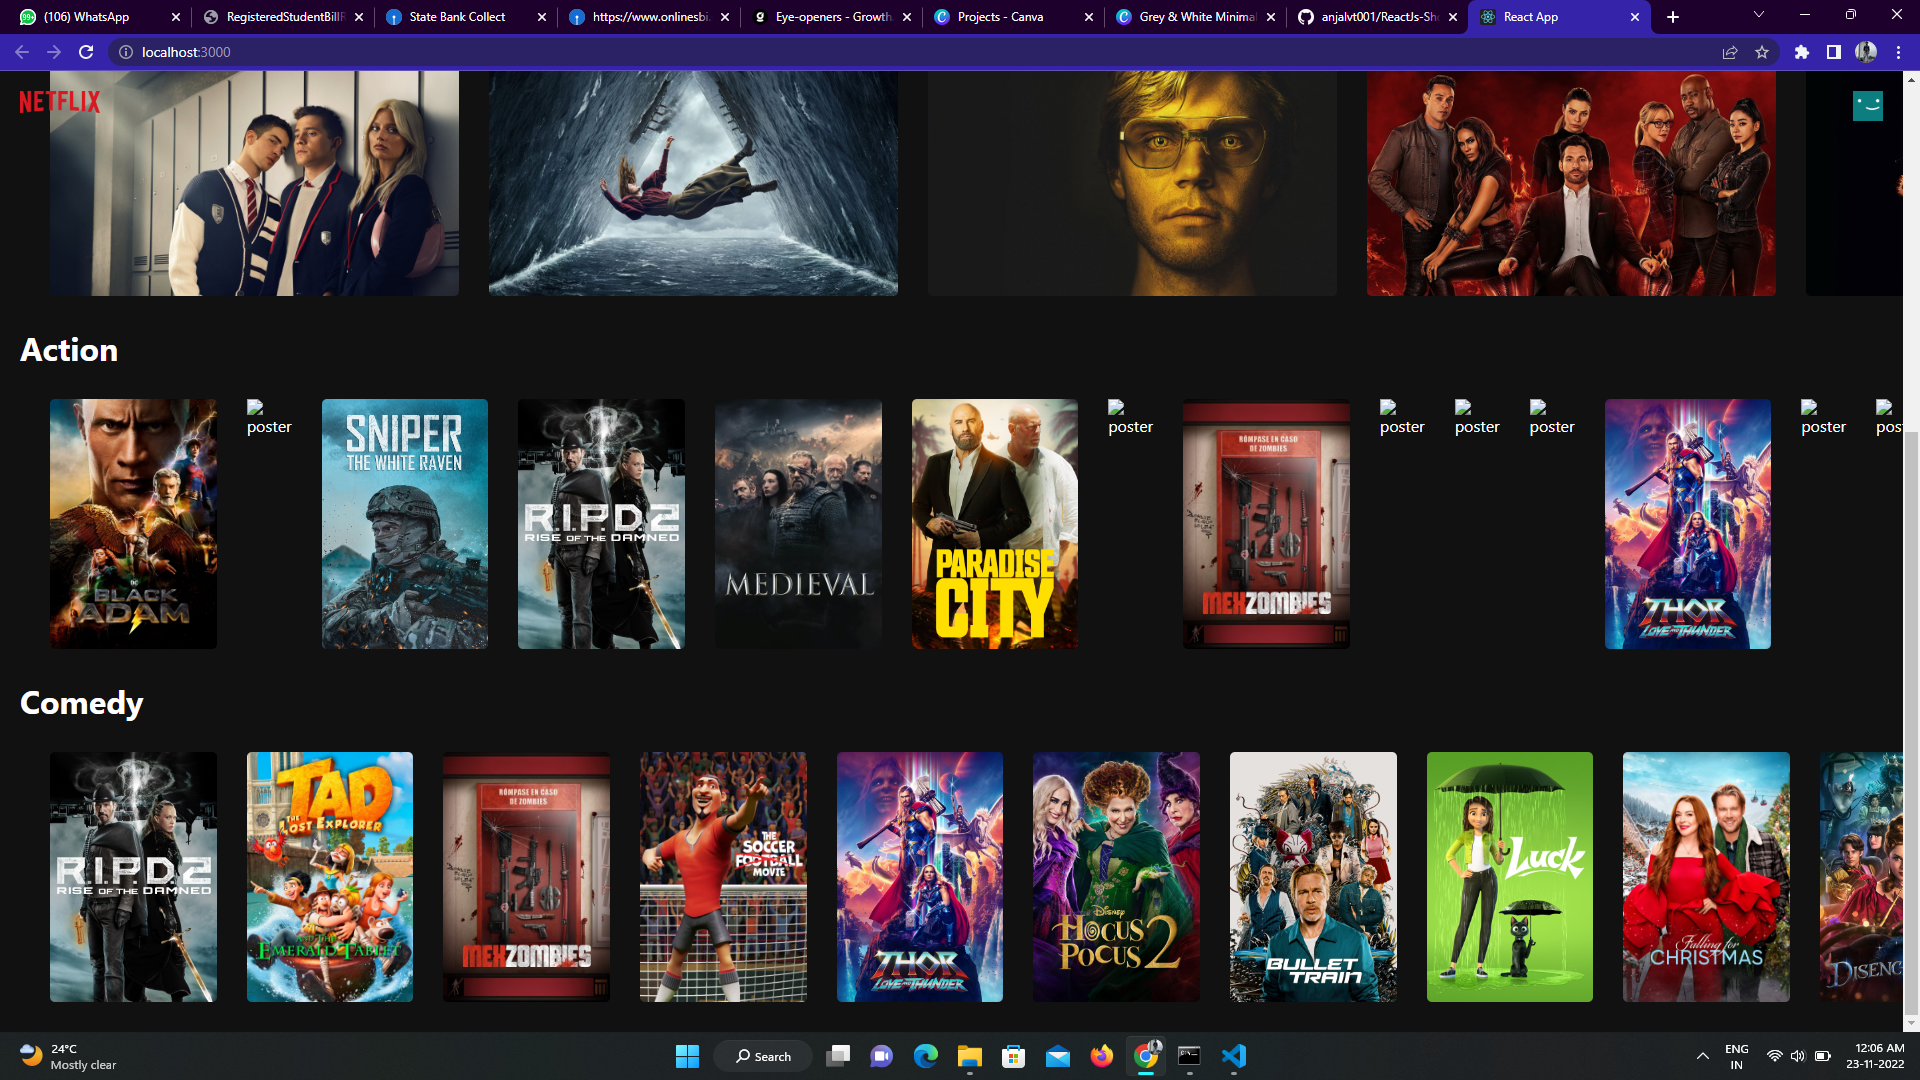 (106) WhatsApp
RegisteredStudentBillR
State Bank Collect
https://www.onlinesbi.
Eye-openers - Growth.
Projects - Canva
Grey & White Minimal
anjalvt001/ReactJs-Sho
React App
localhost:3000
NETFLIX
Action
BLACK
ADAM
poster
SNIPER
THE WHITE RAVEN
R.I.P.D.2
RISE OF THE DAMNED
MEDIEVAL
PARADISE
CITY
poster
RÓMPASE EN CASO
DE ZOMBIES
MEXZOMBIES
poster
poster
poster
THOR
LOVE AND THUNDER
poster
pos
Comedy
R.I.P.D.2
RISE OF THE DAMNED
TAD
THE
LOST EXPLORER
AND THE
EMERALD TABLET
RÓMPASE EN CASO
DE ZOMBIES
MEXZOMBIES
THE
SOCCER
FOOTBALL
MOVIE
THOR
LOVE AND THUNDER
DISNEY
HOCUS
POCUS 2
BULLET
TRAIN
Luck
Falling for
CHRISTMAS
DISENC
24°C
Mostly clear
Search
ENG
IN
12:06 AM
23-11-2022